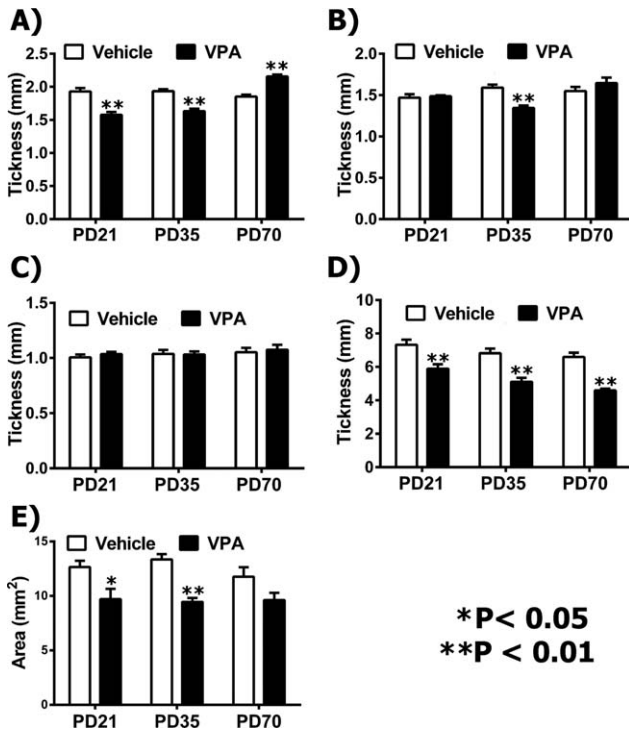 A)
Vehicle VPA
Tickness (mm)
2.5
2.0
1.5
1.0
0.5
0.0
** ** **
PD21 PD35 PD70
B)
Vehicle VPA
Tickness (mm)
2.0
1.5
1.0
0.5
0.0
**
PD21 PD35 PD70
C)
Vehicle VPA
Tickness (mm)
1.5
1.0
0.5
0.0
PD21 PD35 PD70
D)
Vehicle VPA
Tickness (mm)
10
8
6
4
2
0
** ** **
PD21 PD35 PD70
E)
Vehicle VPA
Area (mm²)
15
10
5
0
* **
PD21 PD35 PD70
*P< 0.05
**P < 0.01